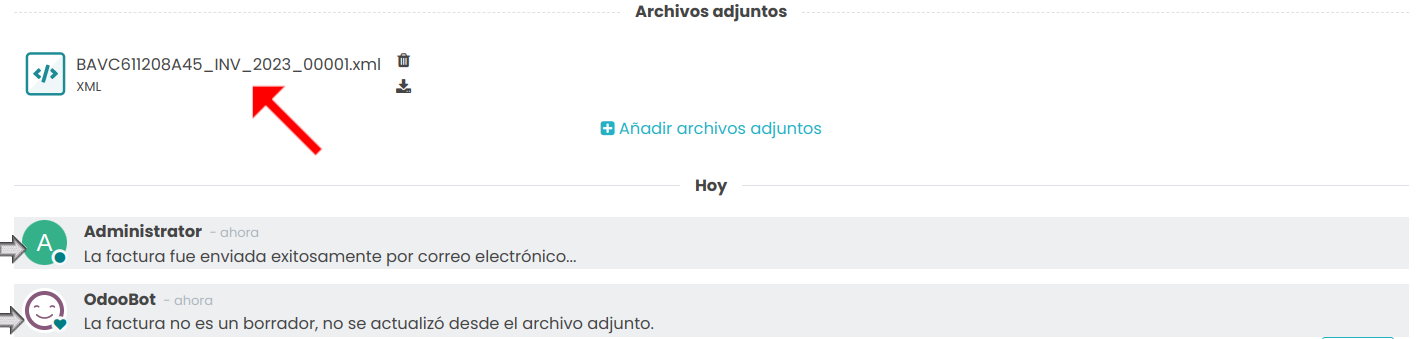 Archivos adjuntos
</>
BAVC611208A45_INV_2023_00001.xml
XML
Añadir archivos adjuntos
Hoy
A
Administrator - ahora
La factura fue enviada exitosamente por correo electrónico...
OdooBot - ahora
La factura no es un borrador, no se actualizó desde el archivo adjunto.